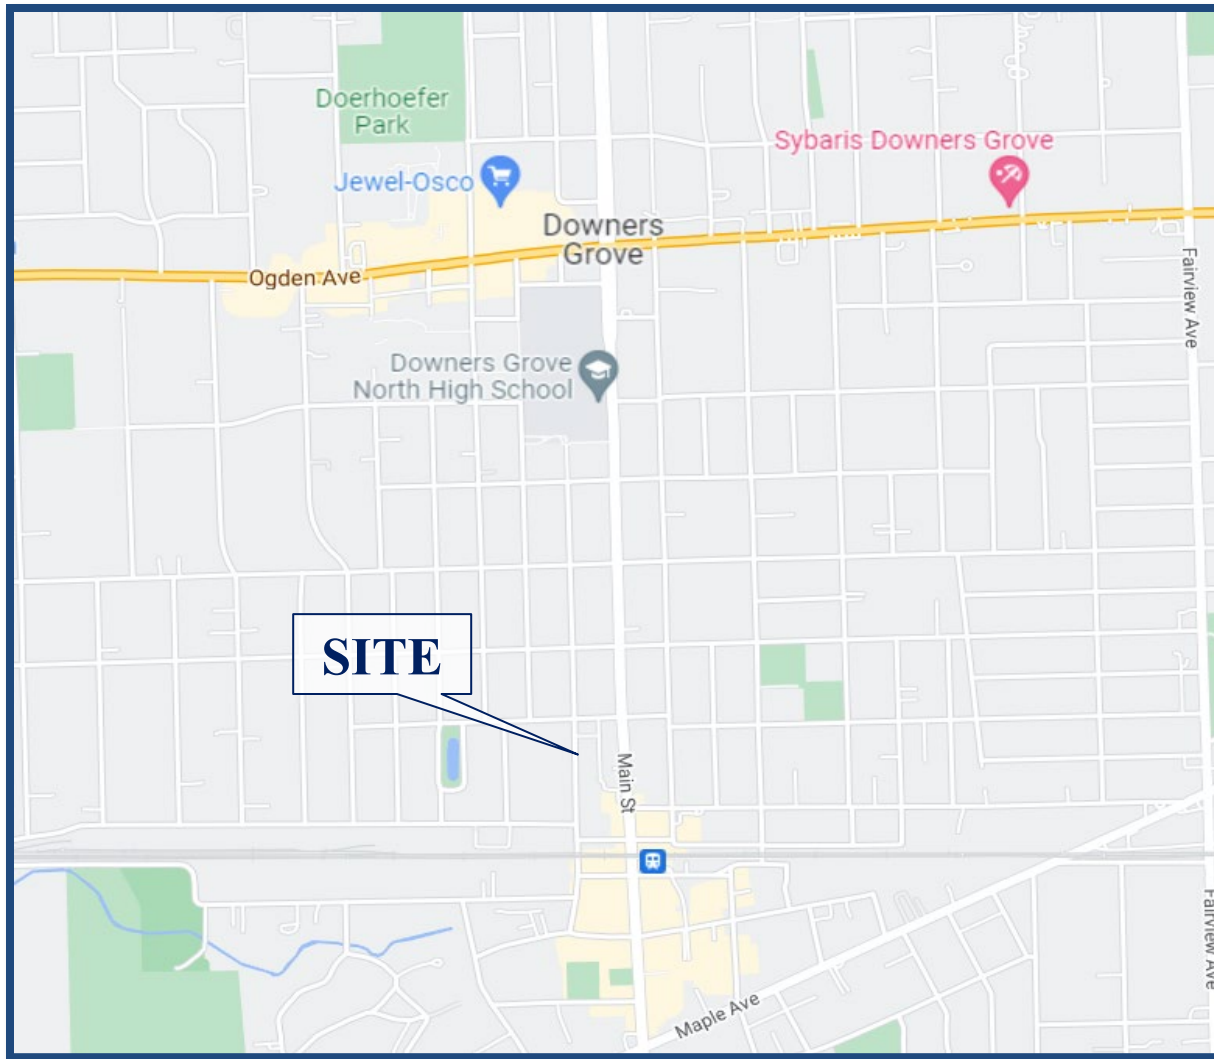 Doerhoefer
Park
Sybaris Downers Grove
Jewel-Osco
Downers
Grove
Ogden Ave
Fairview Ave
Downers Grove
North High School
SITE
Main St
Fairview Ave
Maple Ave